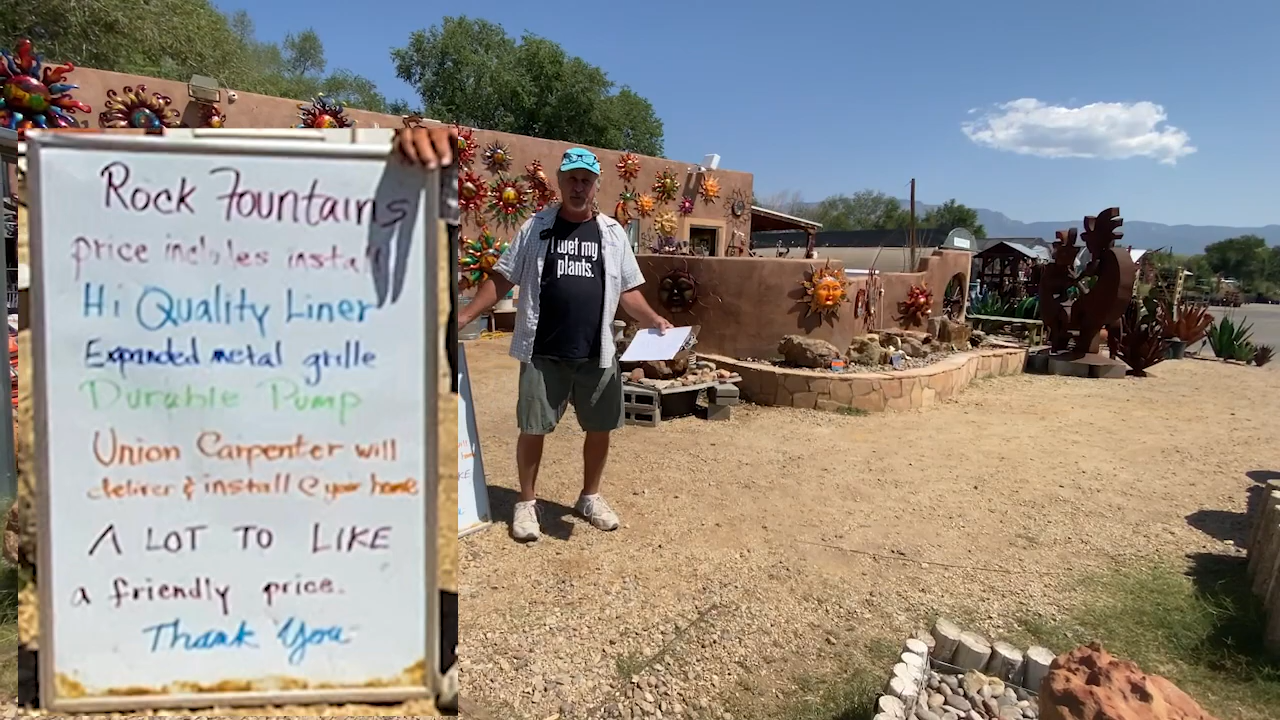 Rock Fountains
price includes install
Hi Quality Liner
Expanded metal grille
Durable Pump
Union Carpenter will
deliver & install @ your home
A LOT TO LIKE
a friendly price.
Thank You
I wet my
plants.